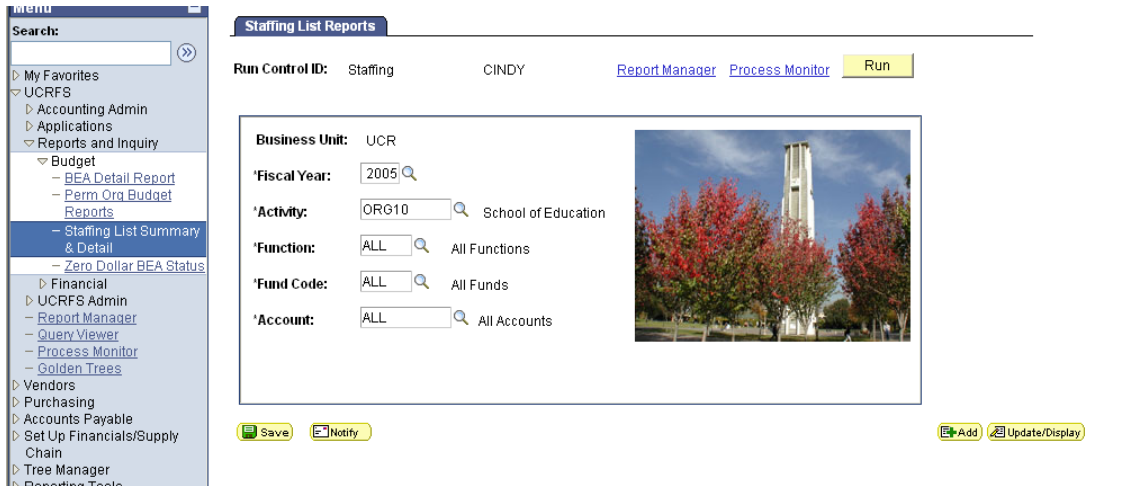 Menu
Search:
My Favorites
UCRFS
Accounting Admin
Applications
Reports and Inquiry
Budget
BEA Detail Report
Perm Org Budget
Reports
Staffing List Summary
& Detail
Zero Dollar BEA Status
Financial
UCRFS Admin
Report Manager
Query Viewer
Process Monitor
Golden Trees
Vendors
Purchasing
Accounts Payable
Set Up Financials/Supply
Chain
Tree Manager
Reporting Tools
Staffing List Reports
Run Control ID: Staffing CINDY Report Manager Process Monitor Run
Business Unit: UCR
*Fiscal Year: 2005
*Activity: ORG10 School of Education
*Function: ALL All Functions
*Fund Code: ALL All Funds
*Account: ALL All Accounts
Save Notify Add Update/Display